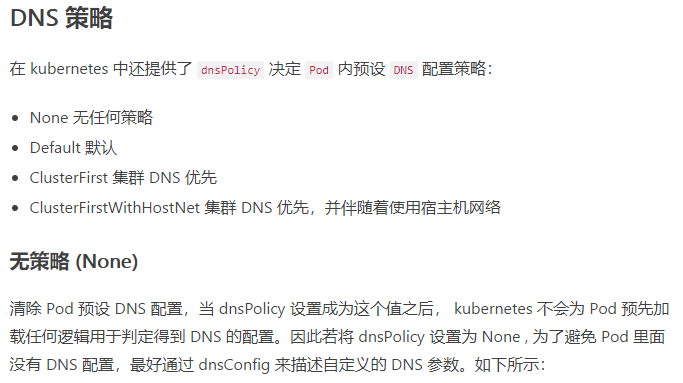 DNS 策略
在 kubernetes 中还提供了 dnsPolicy 决定 Pod 内预设 DNS 配置策略：
None 无任何策略
Default 默认
ClusterFirst 集群 DNS 优先
ClusterFirstWithHostNet 集群 DNS 优先，并伴随着使用宿主机网络
无策略 (None)
清除 Pod 预设 DNS 配置，当 dnsPolicy 设置成为这个值之后， kubernetes 不会为 Pod 预先加
载任何逻辑用于判定得到 DNS 的配置。因此若将 dnsPolicy 设置为 None , 为了避免 Pod 里面
没有 DNS 配置，最好通过 dnsConfig 来描述自定义的 DNS 参数。如下所示：